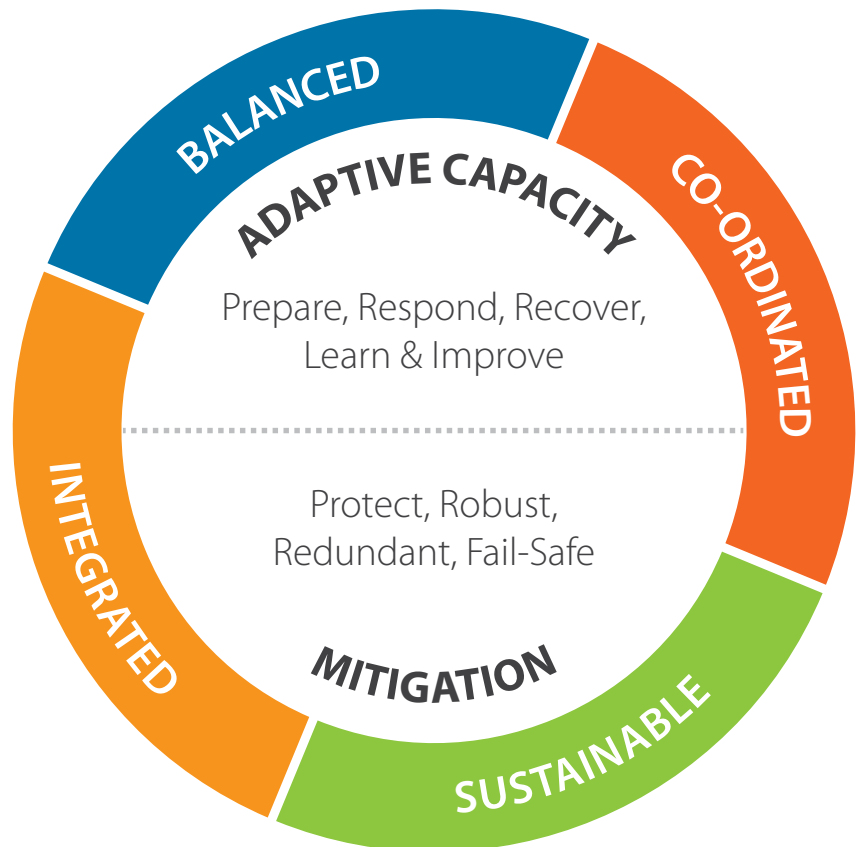 BALANCED
CO-ORDINATED
ADAPTIVE CAPACITY
Prepare, Respond, Recover,
Learn & Improve
Protect, Robust,
Redundant, Fail-Safe
MITIGATION
INTEGRATED
SUSTAINABLE